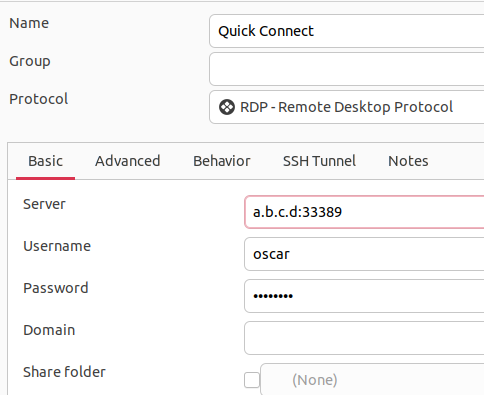 Name Quick Connect
Group
Protocol RDP - Remote Desktop Protocol
Basic Advanced Behavior SSH Tunnel Notes
Server a.b.c.d:33389
Username oscar
Password ••••••••
Domain
Share folder (None)